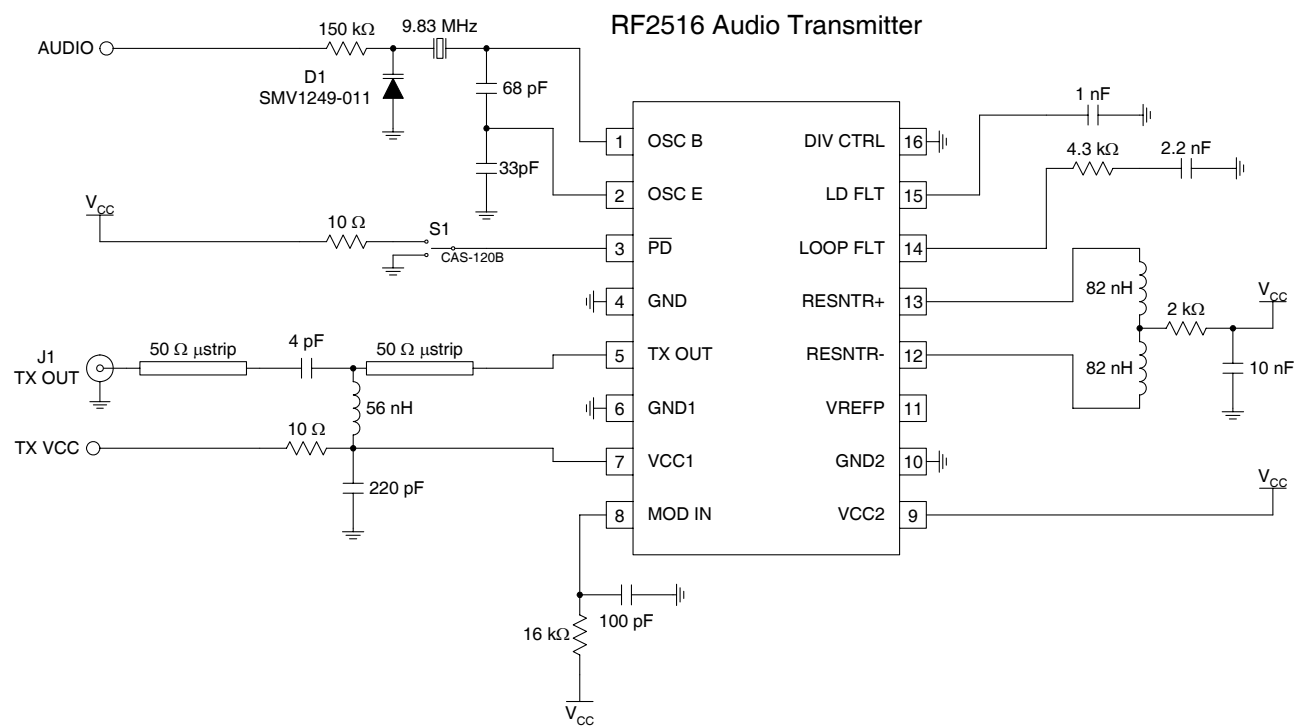 RF2516 Audio Transmitter
AUDIO
150 kΩ
9.83 MHz
D1
SMV1249-011
68 pF
33pF
1 nF
4.3 kΩ
2.2 nF
1 OSC B
DIV CTRL 16
2 OSC E
LD FLT 15
VCC
10 Ω
S1
CAS-120B
3 PD
LOOP FLT 14
4 GND
RESNTR+ 13
82 nH
2 kΩ
VCC
J1
TX OUT
50 Ω µstrip
4 pF
50 Ω µstrip
5 TX OUT
RESNTR- 12
82 nH
10 nF
56 nH
6 GND1
VREFP 11
TX VCC
10 Ω
7 VCC1
GND2 10
220 pF
8 MOD IN
VCC2 9
VCC
100 pF
16 kΩ
VCC